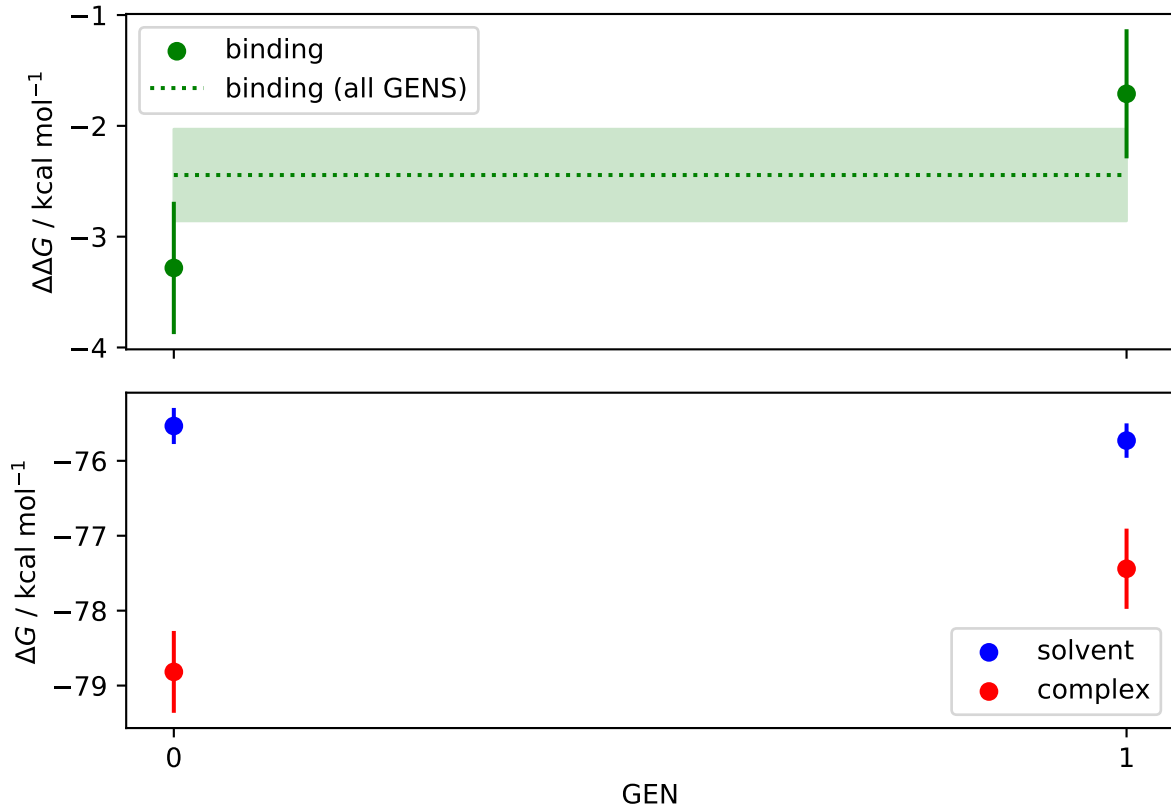 −1
binding
binding (all GENS)
−2
−3
−4
ΔΔG / kcal mol⁻¹
−76
−77
−78
−79
ΔG / kcal mol⁻¹
solvent
complex
0
1
GEN